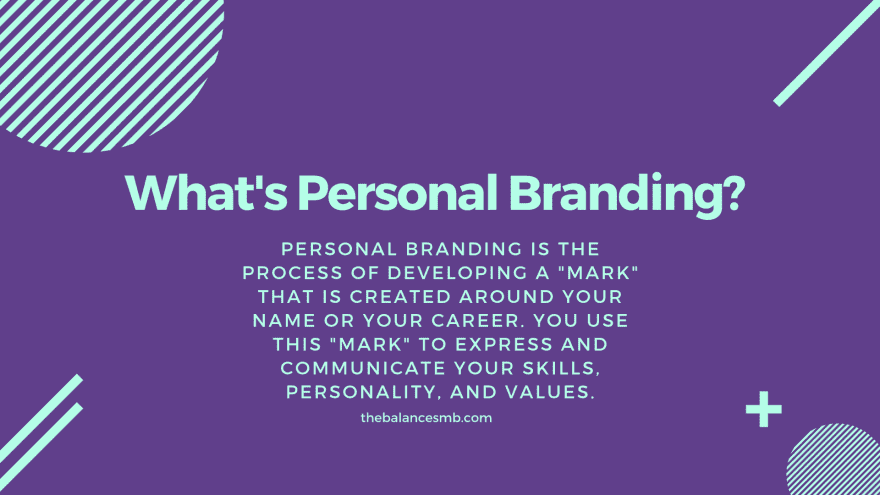 What's Personal Branding?
PERSONAL BRANDING IS THE
PROCESS OF DEVELOPING A "MARK"
THAT IS CREATED AROUND YOUR
NAME OR YOUR CAREER. YOU USE
THIS "MARK" TO EXPRESS AND
COMMUNICATE YOUR SKILLS,
PERSONALITY, AND VALUES.
thebalancesmb.com